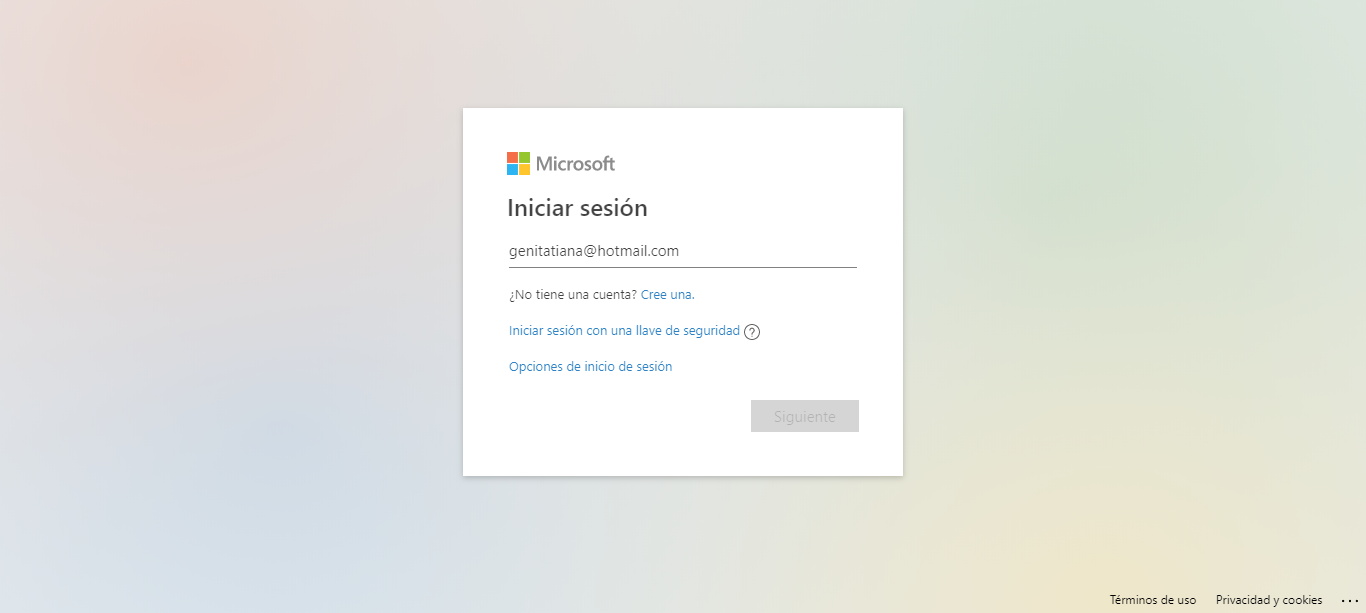 Microsoft
Iniciar sesión
genitatiana@hotmail.com
¿No tiene una cuenta? Cree una.
Iniciar sesión con una llave de seguridad ?
Opciones de inicio de sesión
Siguiente
Términos de uso Privacidad y cookies ...